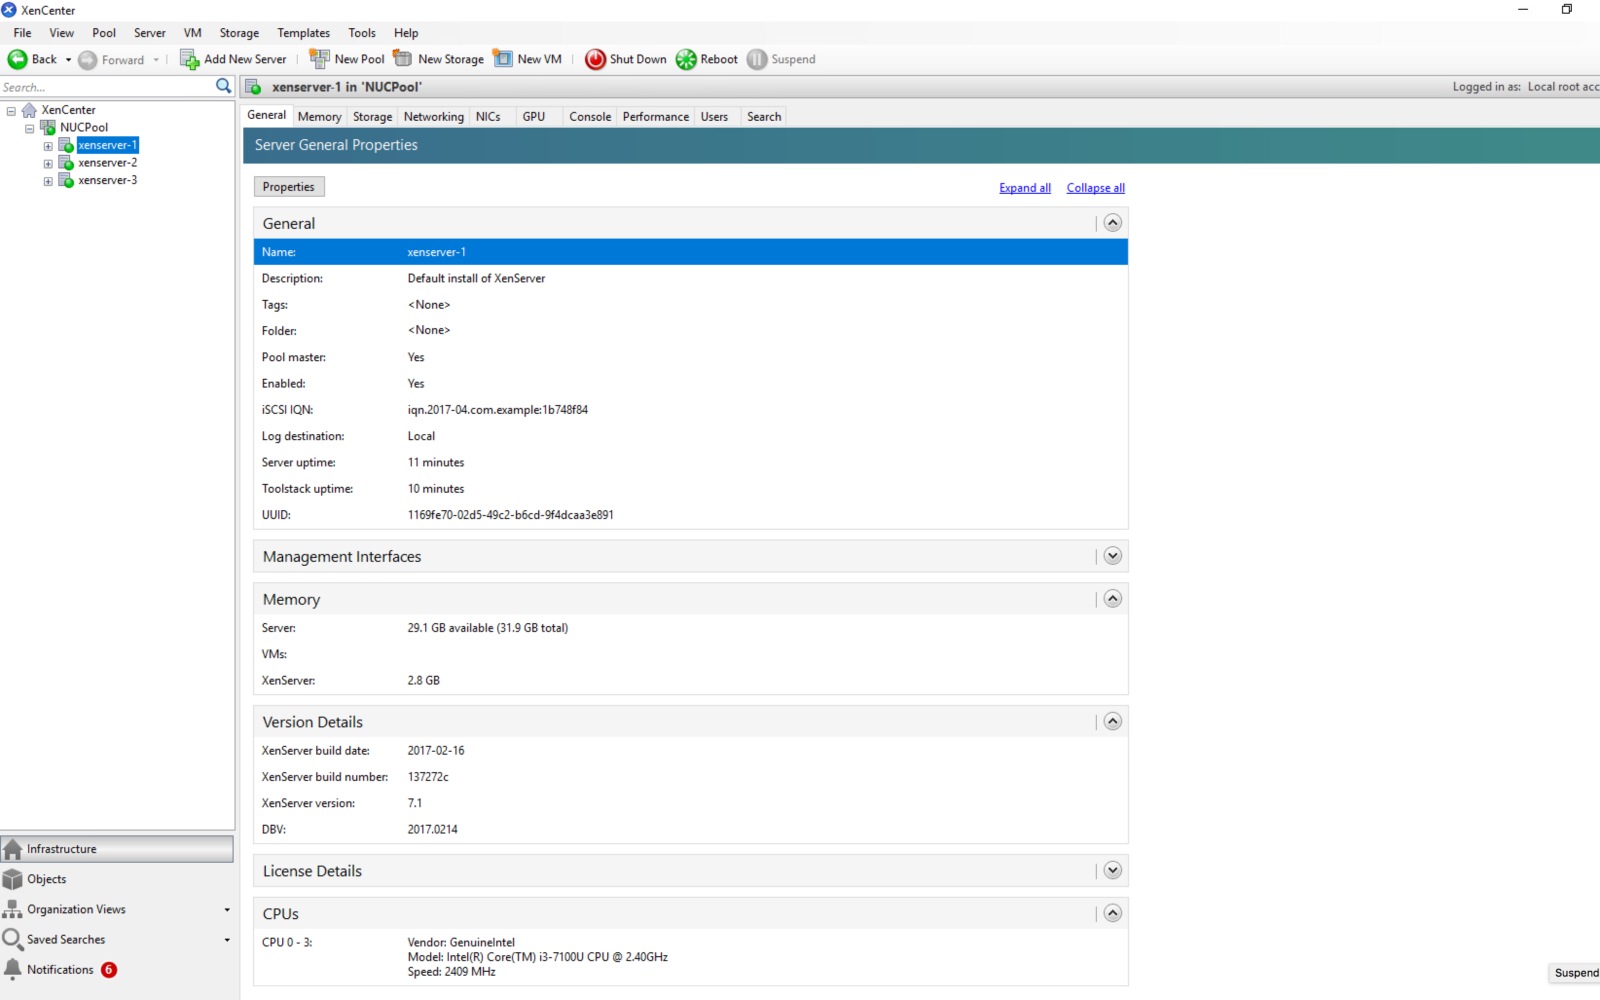 XenCenter
File View Pool Server VM Storage Templates Tools Help
Back Forward Add New Server New Pool New Storage New VM Shut Down Reboot Suspend
Search...
xenserver-1 in 'NUCPool' Logged in as: Local root acc
XenCenter
NUCPool
xenserver-1
xenserver-2
xenserver-3
General Memory Storage Networking NICs GPU Console Performance Users Search
Server General Properties
Properties Expand all Collapse all
General
Name: xenserver-1
Description: Default install of XenServer
Tags: <None>
Folder: <None>
Pool master: Yes
Enabled: Yes
iSCSI IQN: iqn.2017-04.com.example:1b748f84
Log destination: Local
Server uptime: 11 minutes
Toolstack uptime: 10 minutes
UUID: 1169fe70-02d5-49c2-b6cd-9f4dcaa3e891
Management Interfaces
Memory
Server: 29.1 GB available (31.9 GB total)
VMs:
XenServer: 2.8 GB
Version Details
XenServer build date: 2017-02-16
XenServer build number: 137272c
XenServer version: 7.1
DBV: 2017.0214
License Details
CPUs
CPU 0 - 3: Vendor: GenuineIntel
Model: Intel(R) Core(TM) i3-7100U CPU @ 2.40GHz
Speed: 2409 MHz
Infrastructure
Objects
Organization Views
Saved Searches
Notifications 6
Suspend